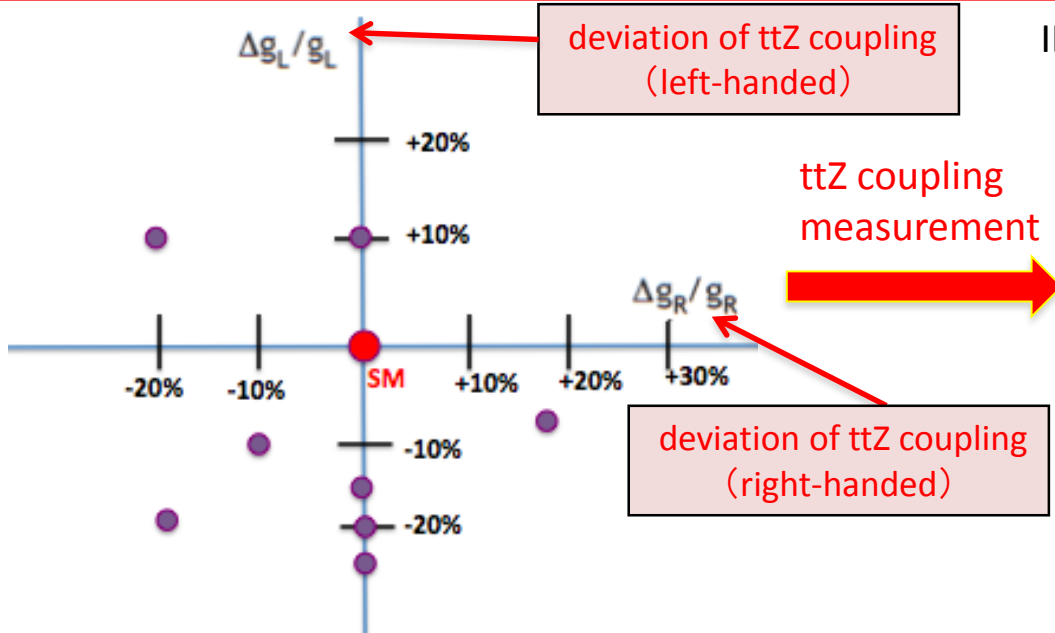 Δg_L/g_L
deviation of ttZ coupling
（left-handed）
+20%
ttZ coupling
measurement
+10%
Δg_R/g_R
-20%
-10%
SM
+10%
+20%
+30%
deviation of ttZ coupling
（right-handed）
-10%
-20%